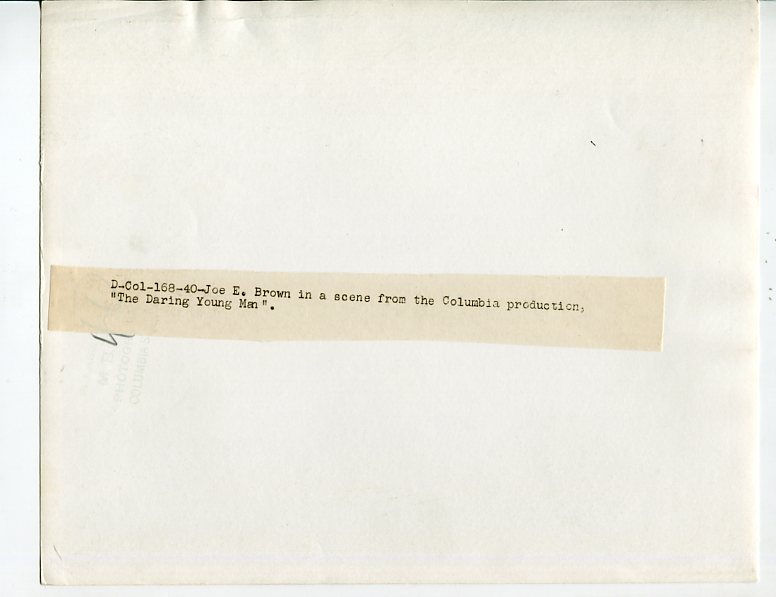 D-Col-168-40-Joe E. Brown in a scene from the Columbia production,
"The Daring Young Man".